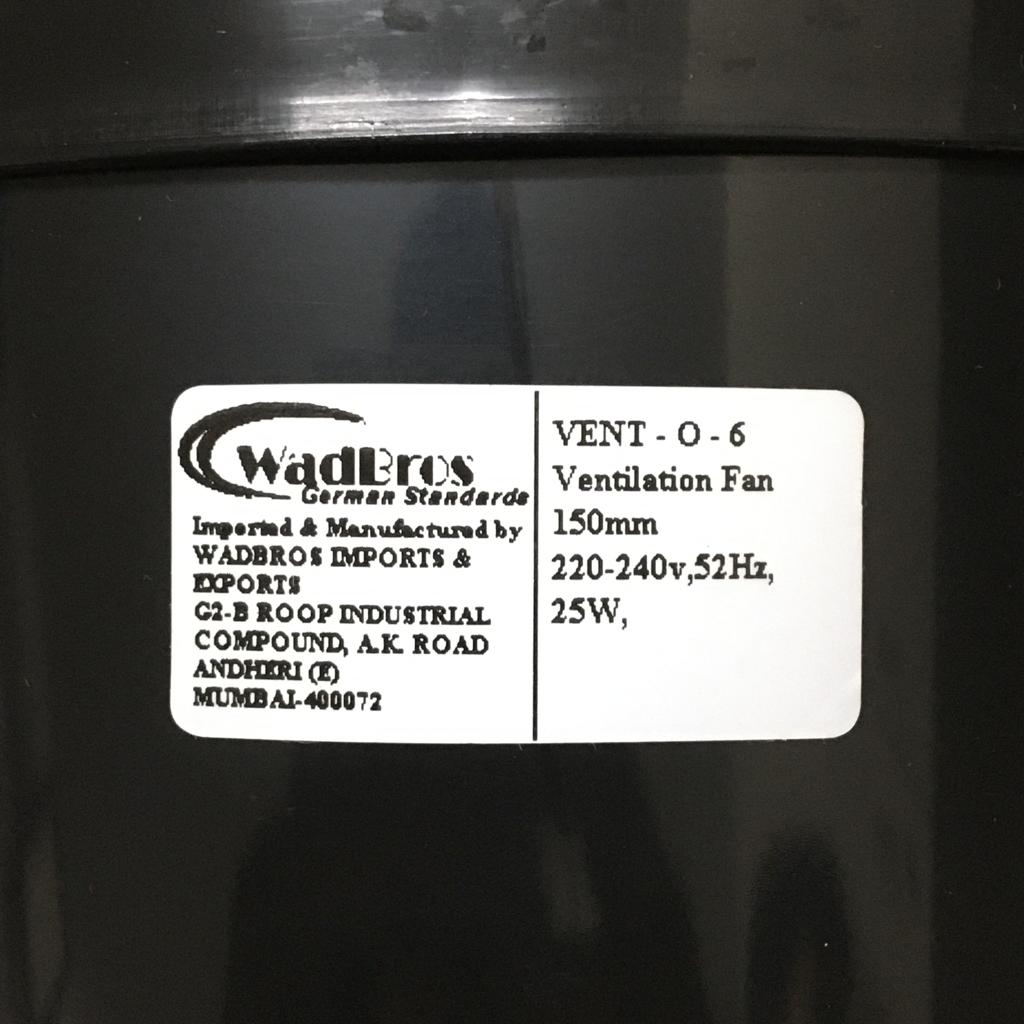 WadBros
German Standards
Imported & Manufactured by
WADBROS IMPORTS &
EXPORTS
G2-B ROOP INDUSTRIAL
COMPOUND, A.K. ROAD
ANDHERI (E)
MUMBAI-400072
VENT - O - 6
Ventilation Fan
150mm
220-240v,52Hz,
25W,